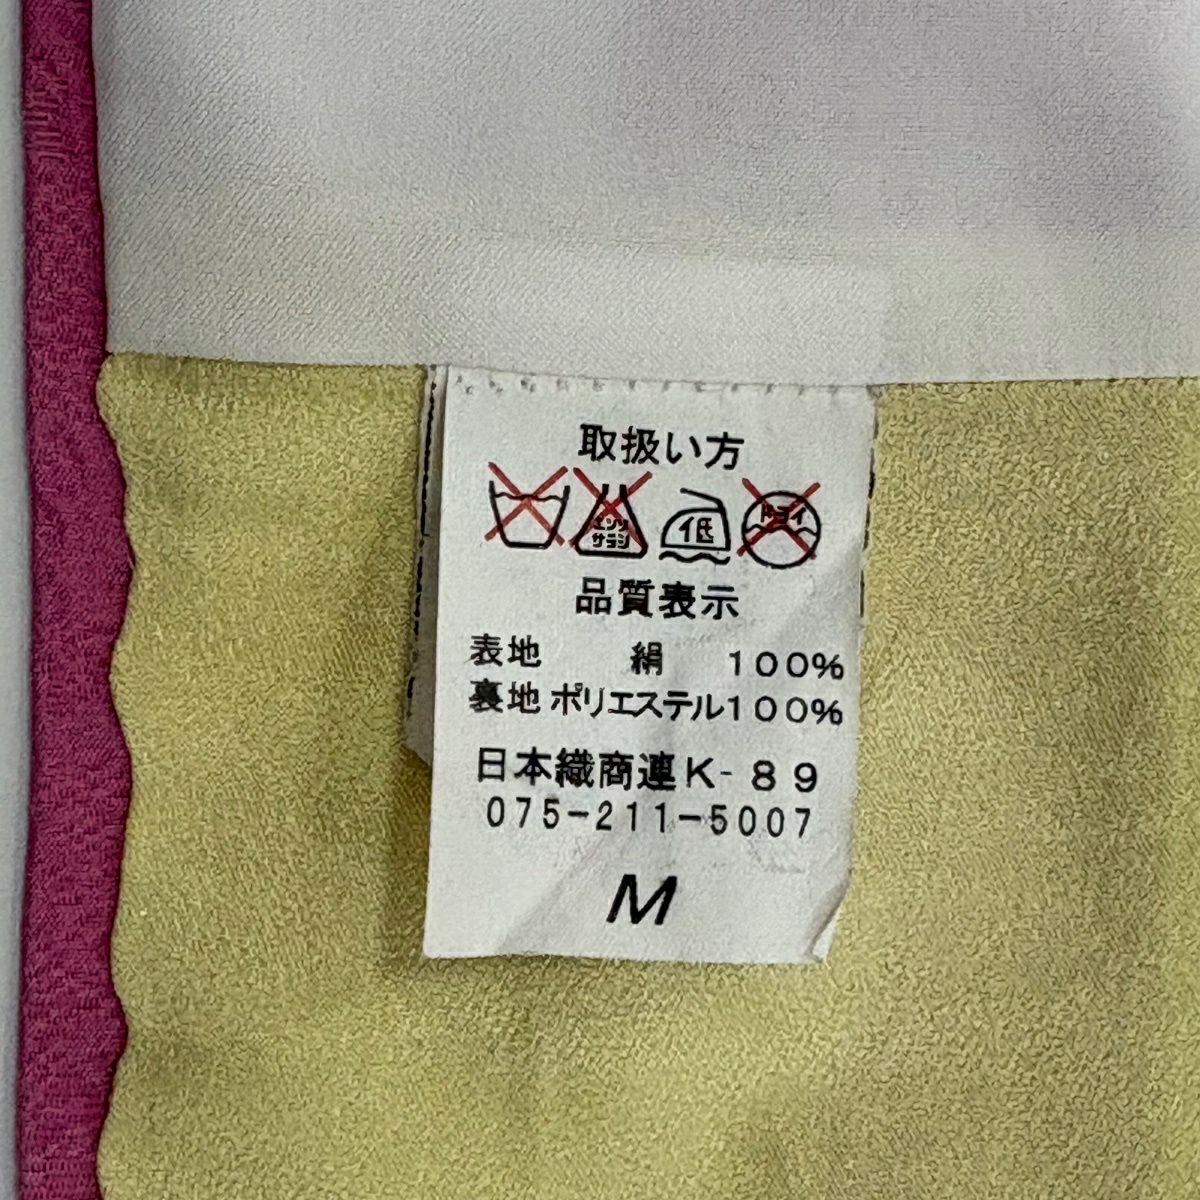 取扱い方
エンソ サラシ 低 ドライ
品質表示
表地 絹 100%
裏地 ポリエステル100%
日本織商連K-89
075-211-5007
M